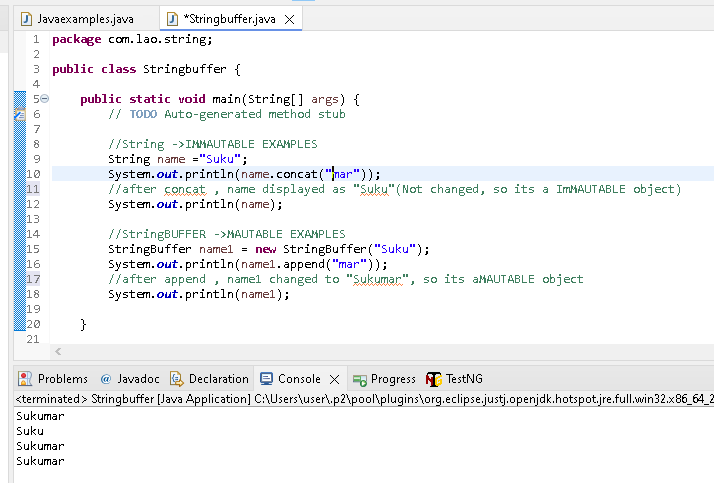 Javaexamples.java
*Stringbuffer.java
1 package com.lao.string;
2
3 public class Stringbuffer {
4
5 public static void main(String[] args) {
6 // TODO Auto-generated method stub
7
8 //String ->IMMAUTABLE EXAMPLES
9 String name ="Suku";
10 System.out.println(name.concat("mar"));
11 //after concat , name displayed as "Suku"(Not changed, so its a ImMAUTABLE object)
12 System.out.println(name);
13
14 //StringBUFFER ->MAUTABLE EXAMPLES
15 StringBuffer name1 = new StringBuffer("Suku");
16 System.out.println(name1.append("mar"));
17 //after append , name1 changed to "Sukumar", so its aMAUTABLE object
18 System.out.println(name1);
19
20 }
21
Problems @ Javadoc Declaration Console Progress TestNG
<terminated> Stringbuffer [Java Application] C:\Users\user\.p2\pool\plugins\org.eclipse.justj.openjdk.hotspot.jre.full.win32.x86_64_2
Sukumar
Suku
Sukumar
Sukumar